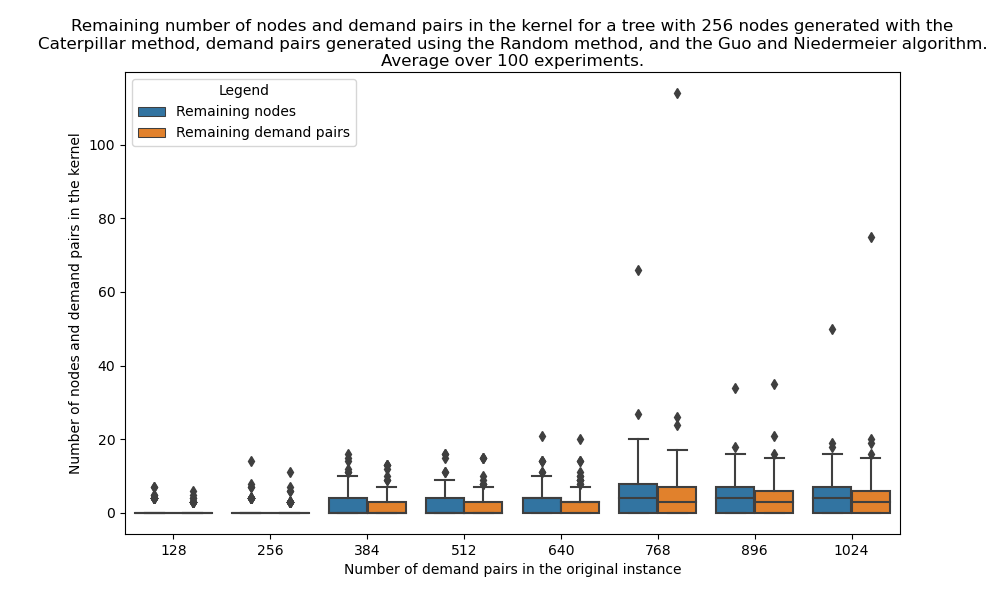 Remaining number of nodes and demand pairs in the kernel for a tree with 256 nodes generated with the
Caterpillar method, demand pairs generated using the Random method, and the Guo and Niedermeier algorithm.
Average over 100 experiments.
Legend
Remaining nodes
Remaining demand pairs
Number of nodes and demand pairs in the kernel
100
80
60
40
20
0
128 256 384 512 640 768 896 1024
Number of demand pairs in the original instance